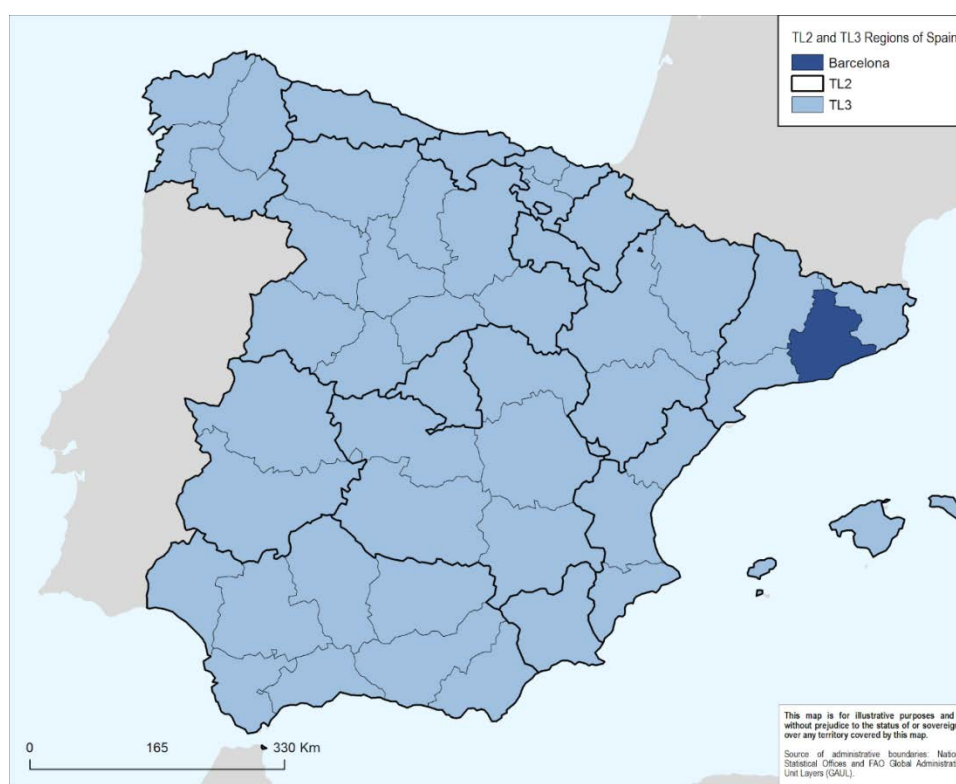 TL2 and TL3 Regions of Spain
Barcelona
TL2
TL3
0 165 330 Km
This map is for illustrative purposes and
without prejudice to the status of or sovereign
over any territory covered by this map.
Source of administrative boundaries: Natio
Statistical Offices and FAO Global Administrat
Unit Layers (GAUL).